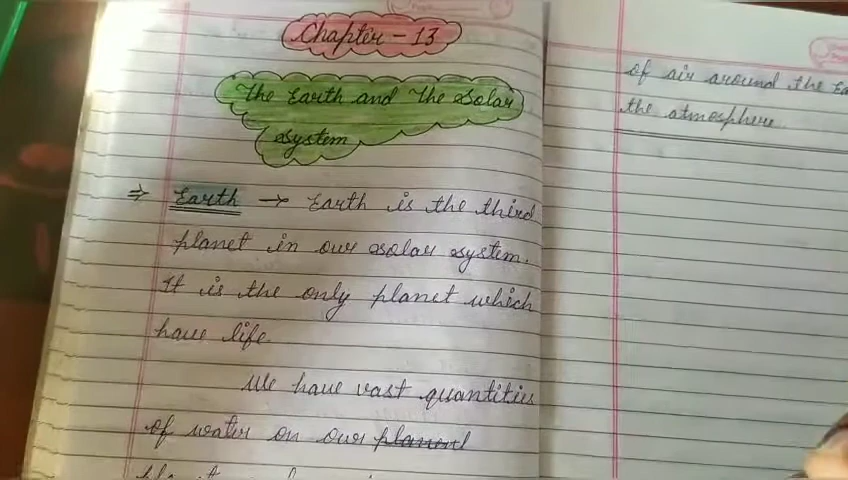 Chapter - 13
The Earth and The Solar
System
⇒ Earth → Earth is the third
planet in our solar system.
It is the only planet which
have life.
We have vast quantities
of water on our
of air around the
the atmosphere